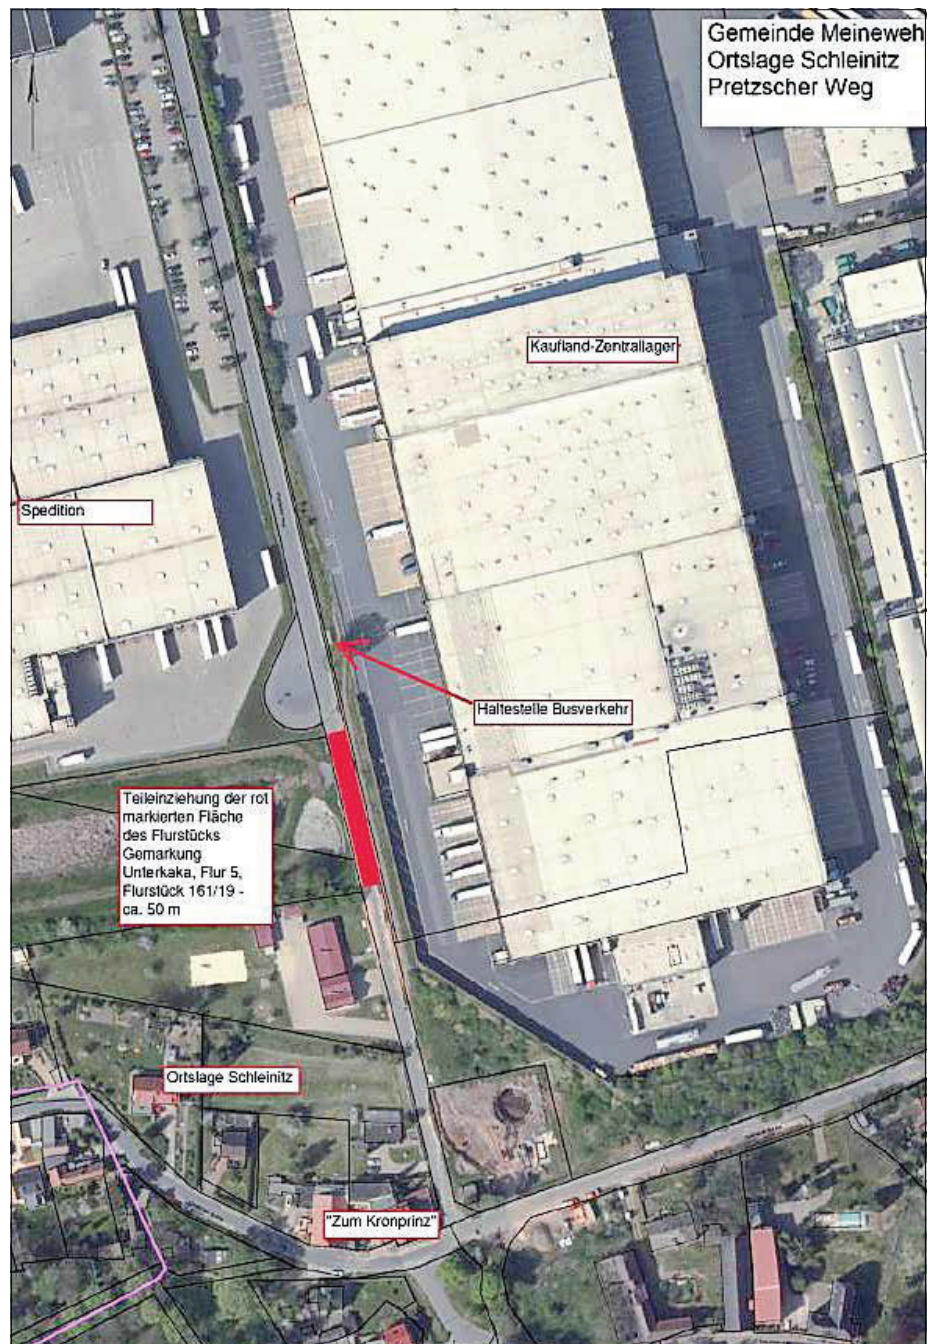 Gemeinde Meineweh
Ortslage Schleinitz
Pretzscher Weg
Kaufland-Zentrallager
Spedition
Haltestelle Busverkehr
Teileinziehung der rot
markierten Fläche
des Flurstücks
Gemarkung
Unterkaka, Flur 5,
Flurstück 161/19 -
ca. 50 m
Ortslage Schleinitz
"Zum Kronprinz"